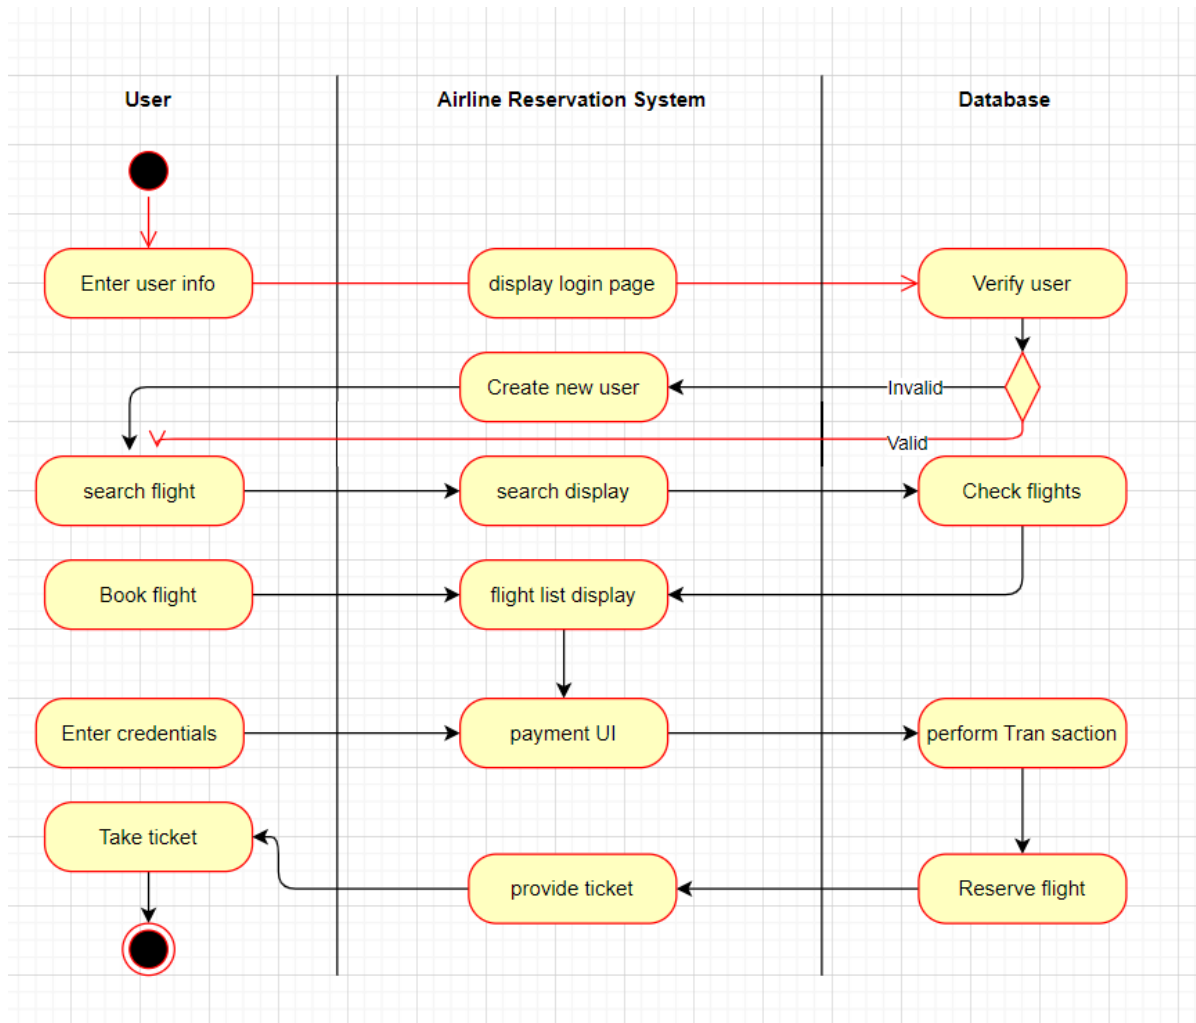 User
Airline Reservation System
Database
Enter user info
display login page
Verify user
Create new user
Invalid
Valid
search flight
search display
Check flights
Book flight
flight list display
Enter credentials
payment UI
perform Tran saction
Take ticket
provide ticket
Reserve flight